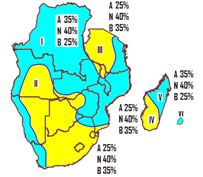 A 35%
N 40%
B 25%
I
A 25%
N 40%
B 35%
III
II
A 35%
N 40%
B 25%
V
IV
VI
A 25%
N 40%
B 35%
A 25%
N 40%
B 35%